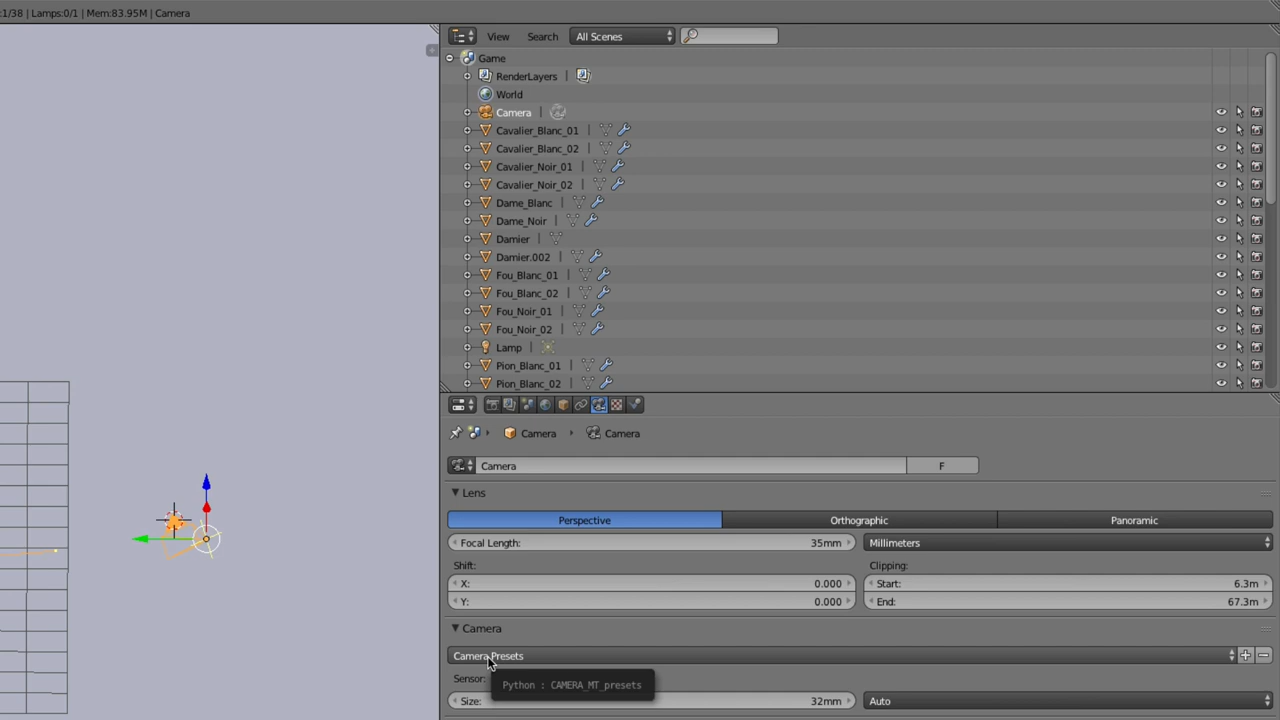 :1/38 | Lamps:0/1 | Mem:83.95M | Camera
View Search All Scenes
Game
RenderLayers |
World
Camera |
Cavalier_Blanc_01 |
Cavalier_Blanc_02 |
Cavalier_Noir_01 |
Cavalier_Noir_02 |
Dame_Blanc |
Dame_Noir |
Damier |
Damier.002 |
Fou_Blanc_01 |
Fou_Blanc_02 |
Fou_Noir_01 |
Fou_Noir_02 |
Lamp |
Pion_Blanc_01 |
Pion_Blanc_02 |
Camera Camera
Camera F
Lens
Perspective Orthographic Panoramic
Focal Length: 35mm Millimeters
Shift: Clipping:
X: 0.000 Start: 6.3m
Y: 0.000 End: 67.3m
Camera
Camera Presets
Sensor:
Python : CAMERA_MT_presets
Size: 32mm Auto